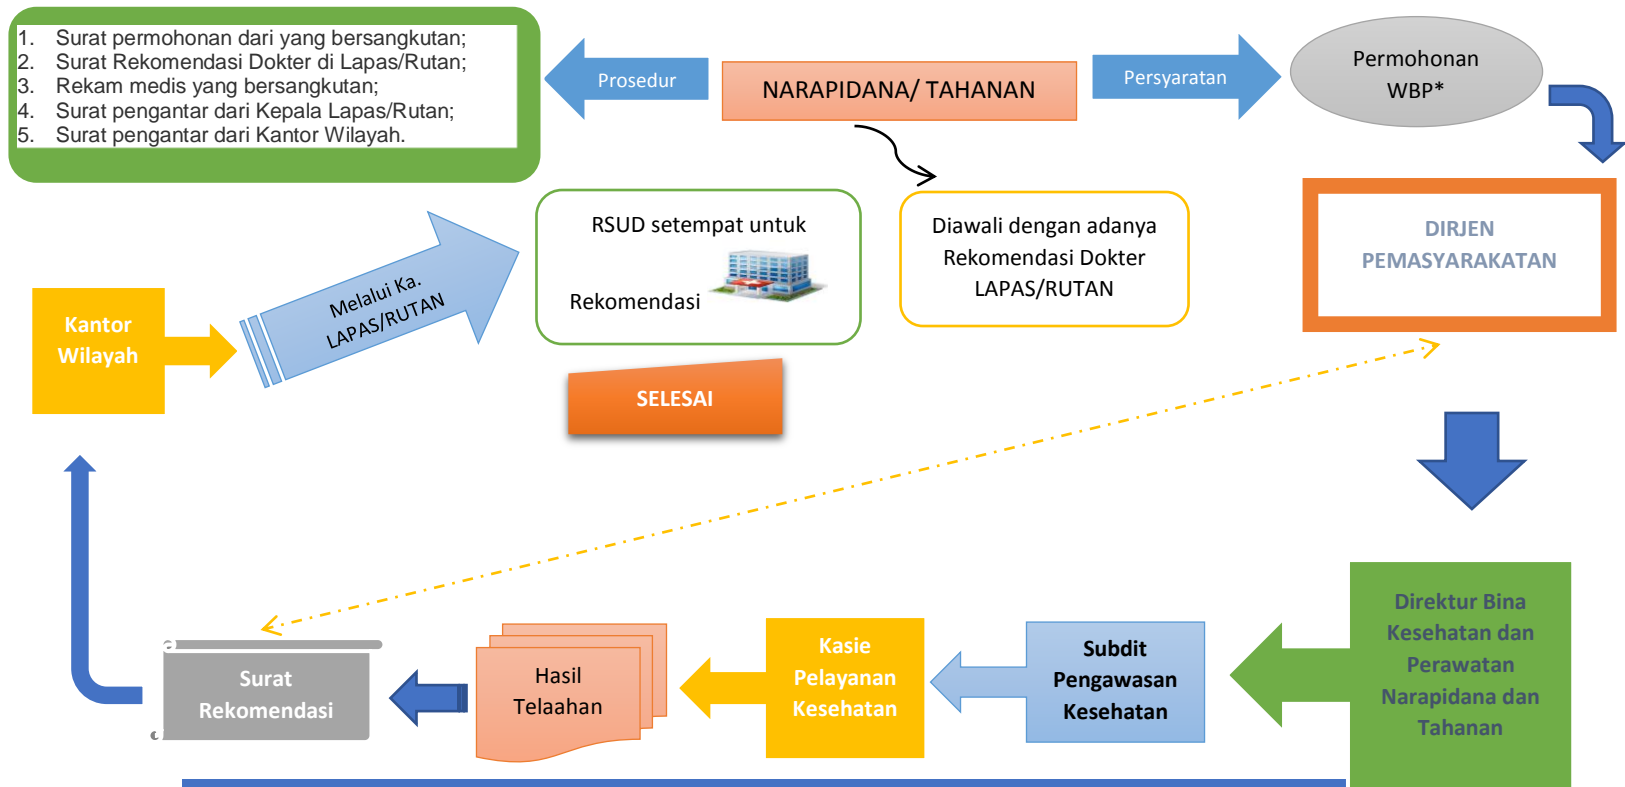 1. Surat permohonan dari yang bersangkutan;
2. Surat Rekomendasi Dokter di Lapas/Rutan;
3. Rekam medis yang bersangkutan;
4. Surat pengantar dari Kepala Lapas/Rutan;
5. Surat pengantar dari Kantor Wilayah.
Prosedur
NARAPIDANA/ TAHANAN
Persyaratan
Permohonan
WBP*
DIRJEN
PEMASYARAKATAN
Diawali dengan adanya
Rekomendasi Dokter
LAPAS/RUTAN
RSUD setempat untuk
Rekomendasi
Melalui Ka.
LAPAS/RUTAN
Kantor
Wilayah
SELESAI
Direktur Bina
Kesehatan dan
Perawatan
Narapidana dan
Tahanan
Subdit
Pengawasan
Kesehatan
Kasie
Pelayanan
Kesehatan
Hasil
Telaahan
Surat
Rekomendasi